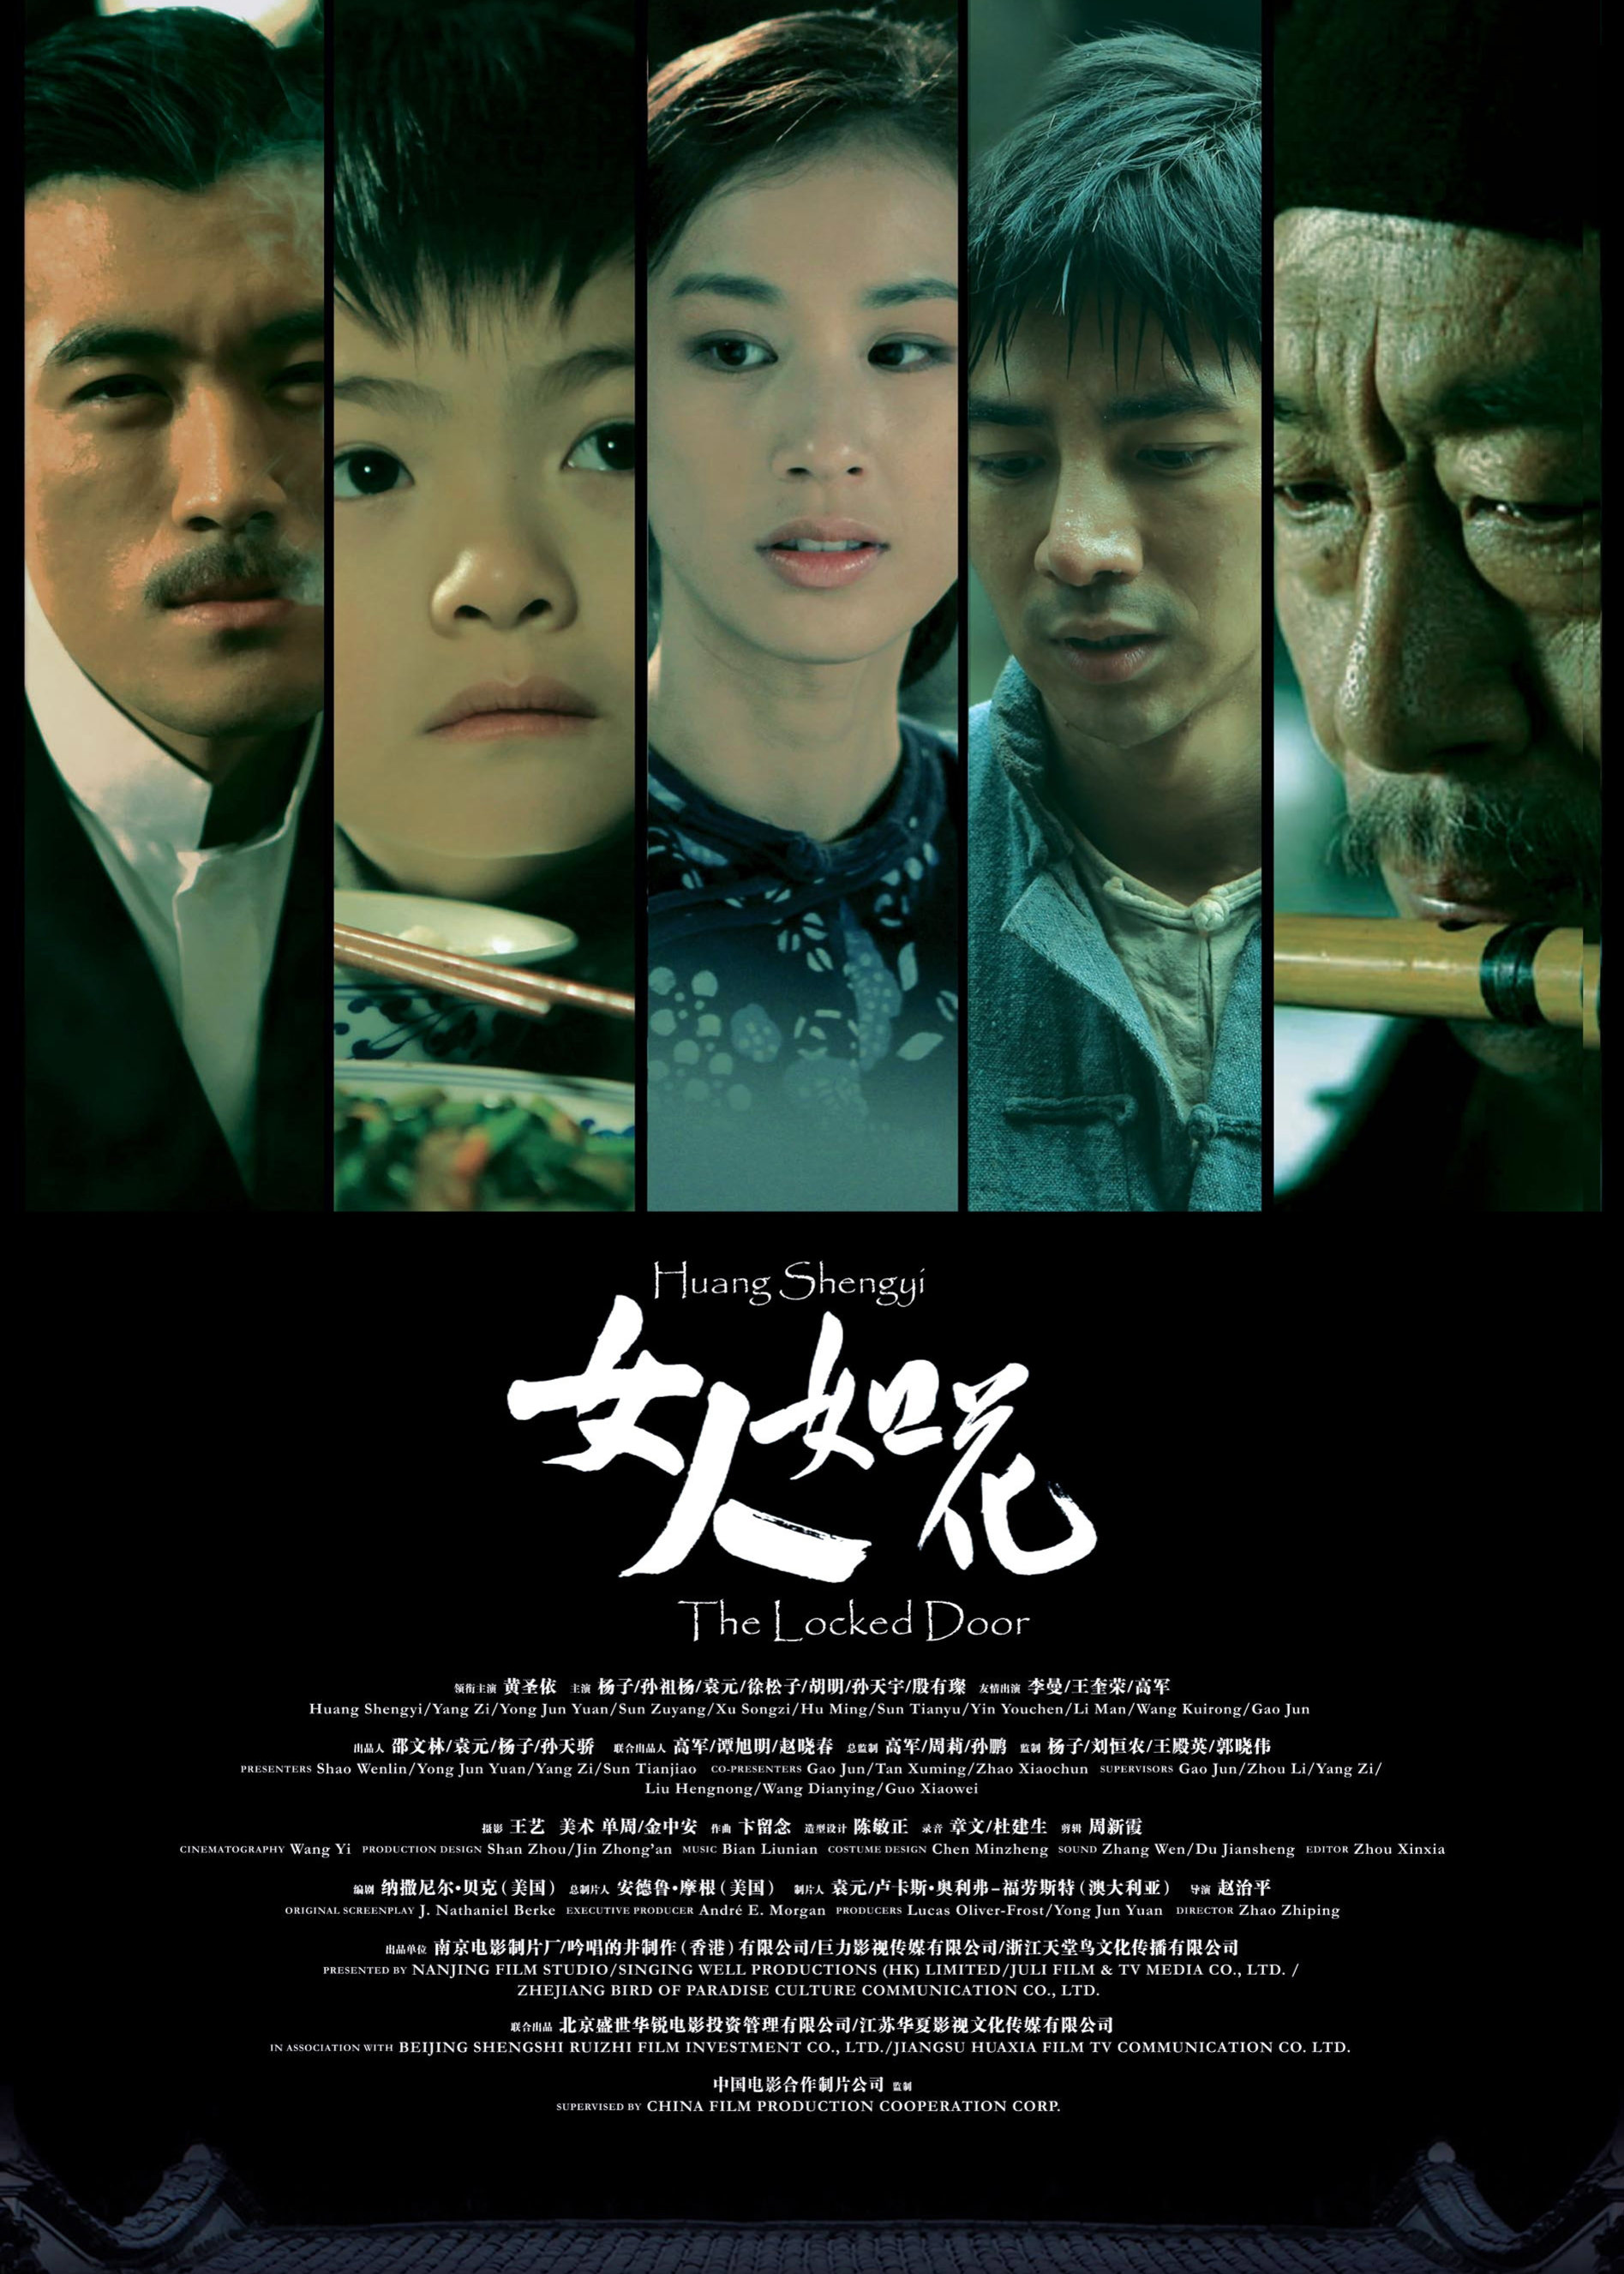 Huang Shengyi
女人如花
The Locked Door
领衔主演 黄圣依 主演 杨子/孙祖杨/袁元/徐松子/胡明/孙天宇/殷有璨 友情出演 李曼/王奎荣/高军
Huang Shengyi/Yang Zi/Yong Jun Yuan/Sun Zuyang/Xu Songzi/Hu Ming/Sun Tianyu/Yin Youchen/Li Man/Wang Kuirong/Gao Jun
出品人 邵文林/袁元/杨子/孙天骄 联合出品人 高军/谭旭明/赵晓春 总监制 高军/周莉/孙鹏 监制 杨子/刘恒农/王殿英/郭晓伟
PRESENTERS Shao Wenlin/Yong Jun Yuan/Yang Zi/Sun Tianjiao CO-PRESENTERS Gao Jun/Tan Xuming/Zhao Xiaochun SUPERVISORS Gao Jun/Zhou Li/Yang Zi/
Liu Hengnong/Wang Dianying/Guo Xiaowei
摄影 王艺 美术 单周/金中安 作曲 卞留念 造型设计 陈敏正 录音 章文/杜建生 剪辑 周新霞
CINEMATOGRAPHY Wang Yi PRODUCTION DESIGN Shan Zhou/Jin Zhong'an MUSIC Bian Liunian COSTUME DESIGN Chen Minzheng SOUND Zhang Wen/Du Jiansheng EDITOR Zhou Xinxia
编剧 纳撒尼尔·贝克(美国) 总制片人 安德鲁·摩根(美国) 制片人 袁元/卢卡斯·奥利弗-福劳斯特(澳大利亚) 导演 赵治平
ORIGINAL SCREENPLAY J. Nathaniel Berke EXECUTIVE PRODUCER André E. Morgan PRODUCERS Lucas Oliver-Frost/Yong Jun Yuan DIRECTOR Zhao Zhiping
出品单位 南京电影制片厂/吟唱的井制作(香港)有限公司/巨力影视传媒有限公司/浙江天堂鸟文化传播有限公司
PRESENTED BY NANJING FILM STUDIO/SINGING WELL PRODUCTIONS (HK) LIMITED/JULI FILM & TV MEDIA CO., LTD. /
ZHEJIANG BIRD OF PARADISE CULTURE COMMUNICATION CO., LTD.
联合出品 北京盛世华锐电影投资管理有限公司/江苏华夏影视文化传媒有限公司
IN ASSOCIATION WITH BEIJING SHENGSHI RUIZHI FILM INVESTMENT CO., LTD./JIANGSU HUAXIA FILM TV COMMUNICATION CO. LTD.
中国电影合作制片公司 监制
SUPERVISED BY CHINA FILM PRODUCTION COOPERATION CORP.